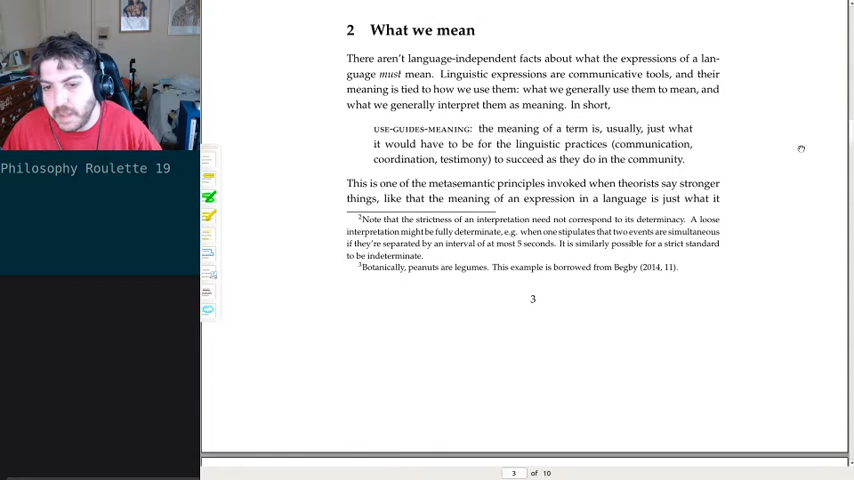 2 What we mean
There aren't language-independent facts about what the expressions of a lan-
guage must mean. Linguistic expressions are communicative tools, and their
meaning is tied to how we use them: what we generally use them to mean, and
what we generally interpret them as meaning. In short,
USE-GUIDES-MEANING: the meaning of a term is, usually, just what
it would have to be for the linguistic practices (communication,
coordination, testimony) to succeed as they do in the community.
This is one of the metasemantic principles invoked when theorists say stronger
things, like that the meaning of an expression in a language is just what it
2Note that the strictness of an interpretation need not correspond to its determinacy. A loose
interpretation might be fully determinate, e.g. when one stipulates that two events are simultaneous
if they're separated by an interval of at most 5 seconds. It is similarly possible for a strict standard
to be indeterminate.
3Botanically, peanuts are legumes. This example is borrowed from Begby (2014, 11).
3
Philosophy Roulette 19
3 of 10